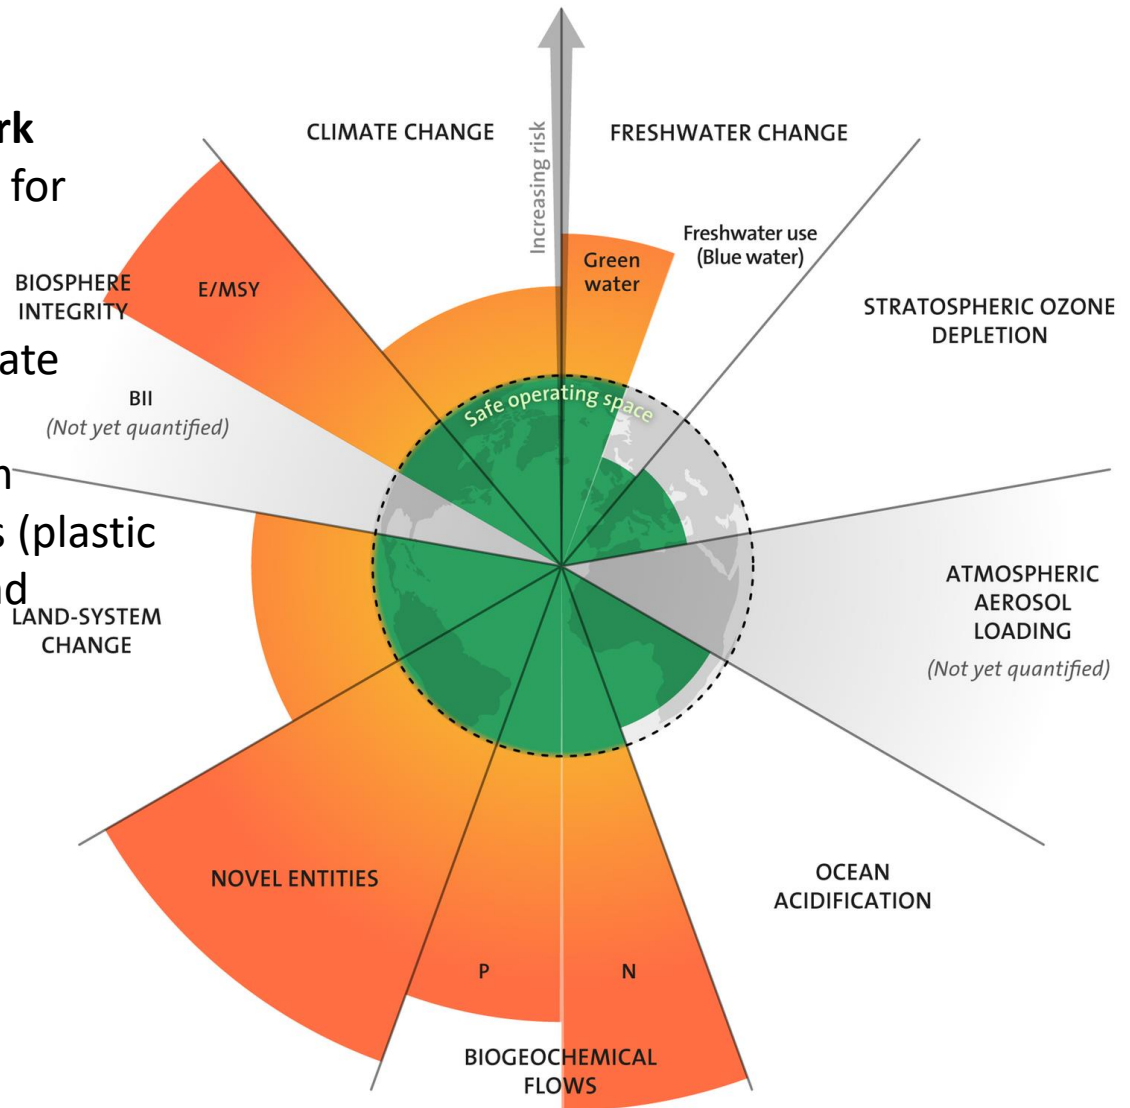 rk
for
ate
n
s (plastic
nd
CLIMATE CHANGE
Increasing risk
FRESHWATER CHANGE
Freshwater use
(Blue water)
Green
water
STRATOSPHERIC OZONE
DEPLETION
BIOSPHERE
INTEGRITY
E/MSY
BII
(Not yet quantified)
Safe operating space
ATMOSPHERIC
AEROSOL
LOADING
(Not yet quantified)
LAND-SYSTEM
CHANGE
OCEAN
ACIDIFICATION
NOVEL ENTITIES
P
N
BIOGEOCHEMICAL
FLOWS